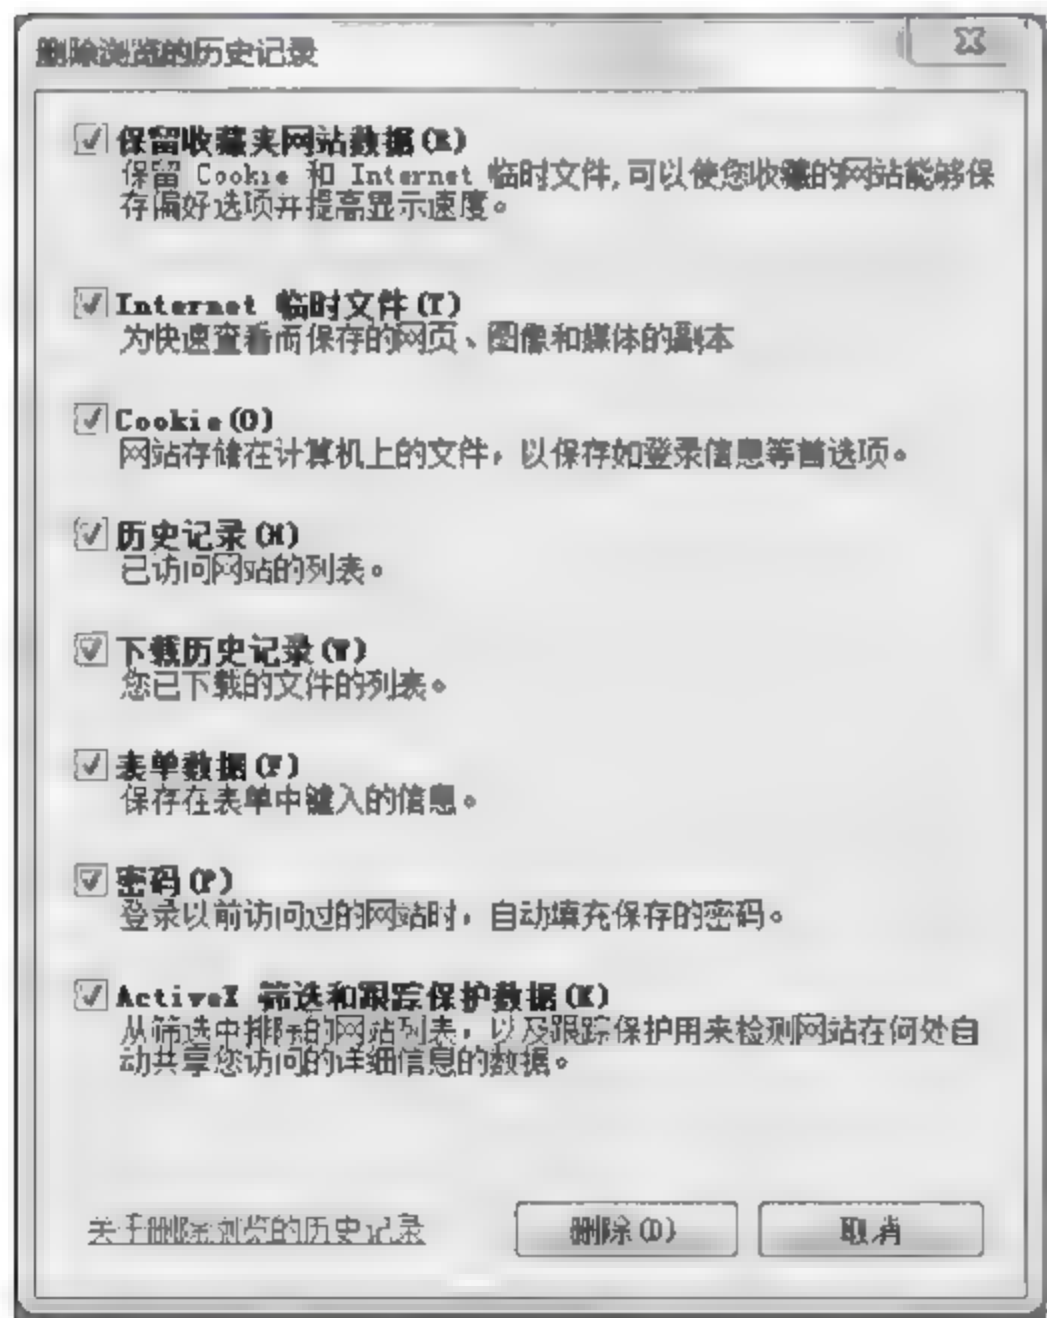 删除浏览的历史记录
保留收藏夹网站数据(R)
保留 Cookie 和 Internet 临时文件,可以使您收藏的网站能够保
存偏好选项并提高显示速度。
Internet 临时文件(T)
为快速查看而保存的网页、图像和媒体的副本
Cookie(O)
网站存储在计算机上的文件，以保存如登录信息等首选项。
历史记录(H)
已访问网站的列表。
下载历史记录(W)
您已下载的文件的列表。
表单数据(F)
保存在表单中键入的信息。
密码(P)
登录以前访问过的网站时，自动填充保存的密码。
ActiveX 筛选和跟踪保护数据(K)
从筛选中排除的网站列表，以及跟踪保护用来检测网站在何处自
动共享您访问的详细信息的数据。
关于删除浏览的历史记录
删除(D)
取消